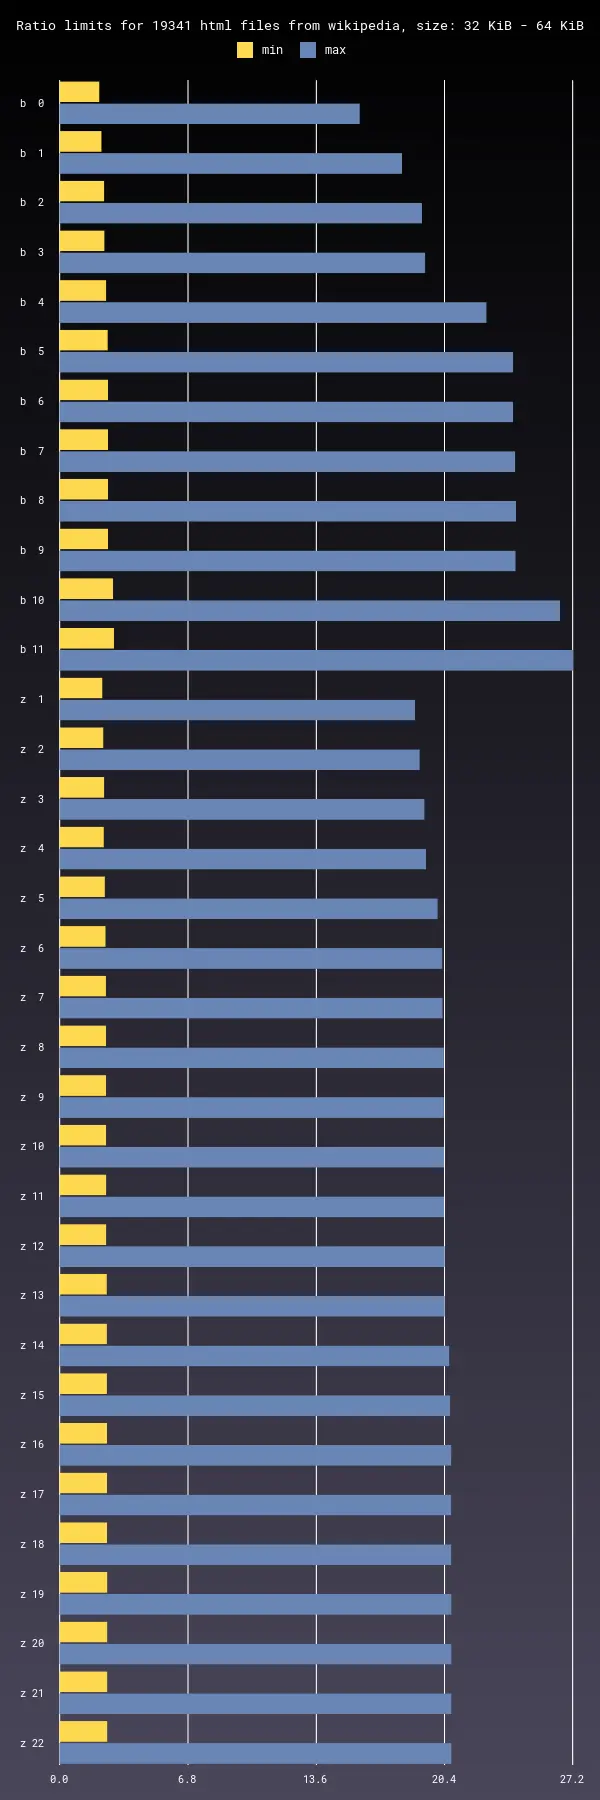 Ratio limits for 19341 html files from wikipedia, size: 32 KiB - 64 KiB
min max
b 0
b 1
b 2
b 3
b 4
b 5
b 6
b 7
b 8
b 9
b 10
b 11
z 1
z 2
z 3
z 4
z 5
z 6
z 7
z 8
z 9
z 10
z 11
z 12
z 13
z 14
z 15
z 16
z 17
z 18
z 19
z 20
z 21
z 22
0.0 6.8 13.6 20.4 27.2